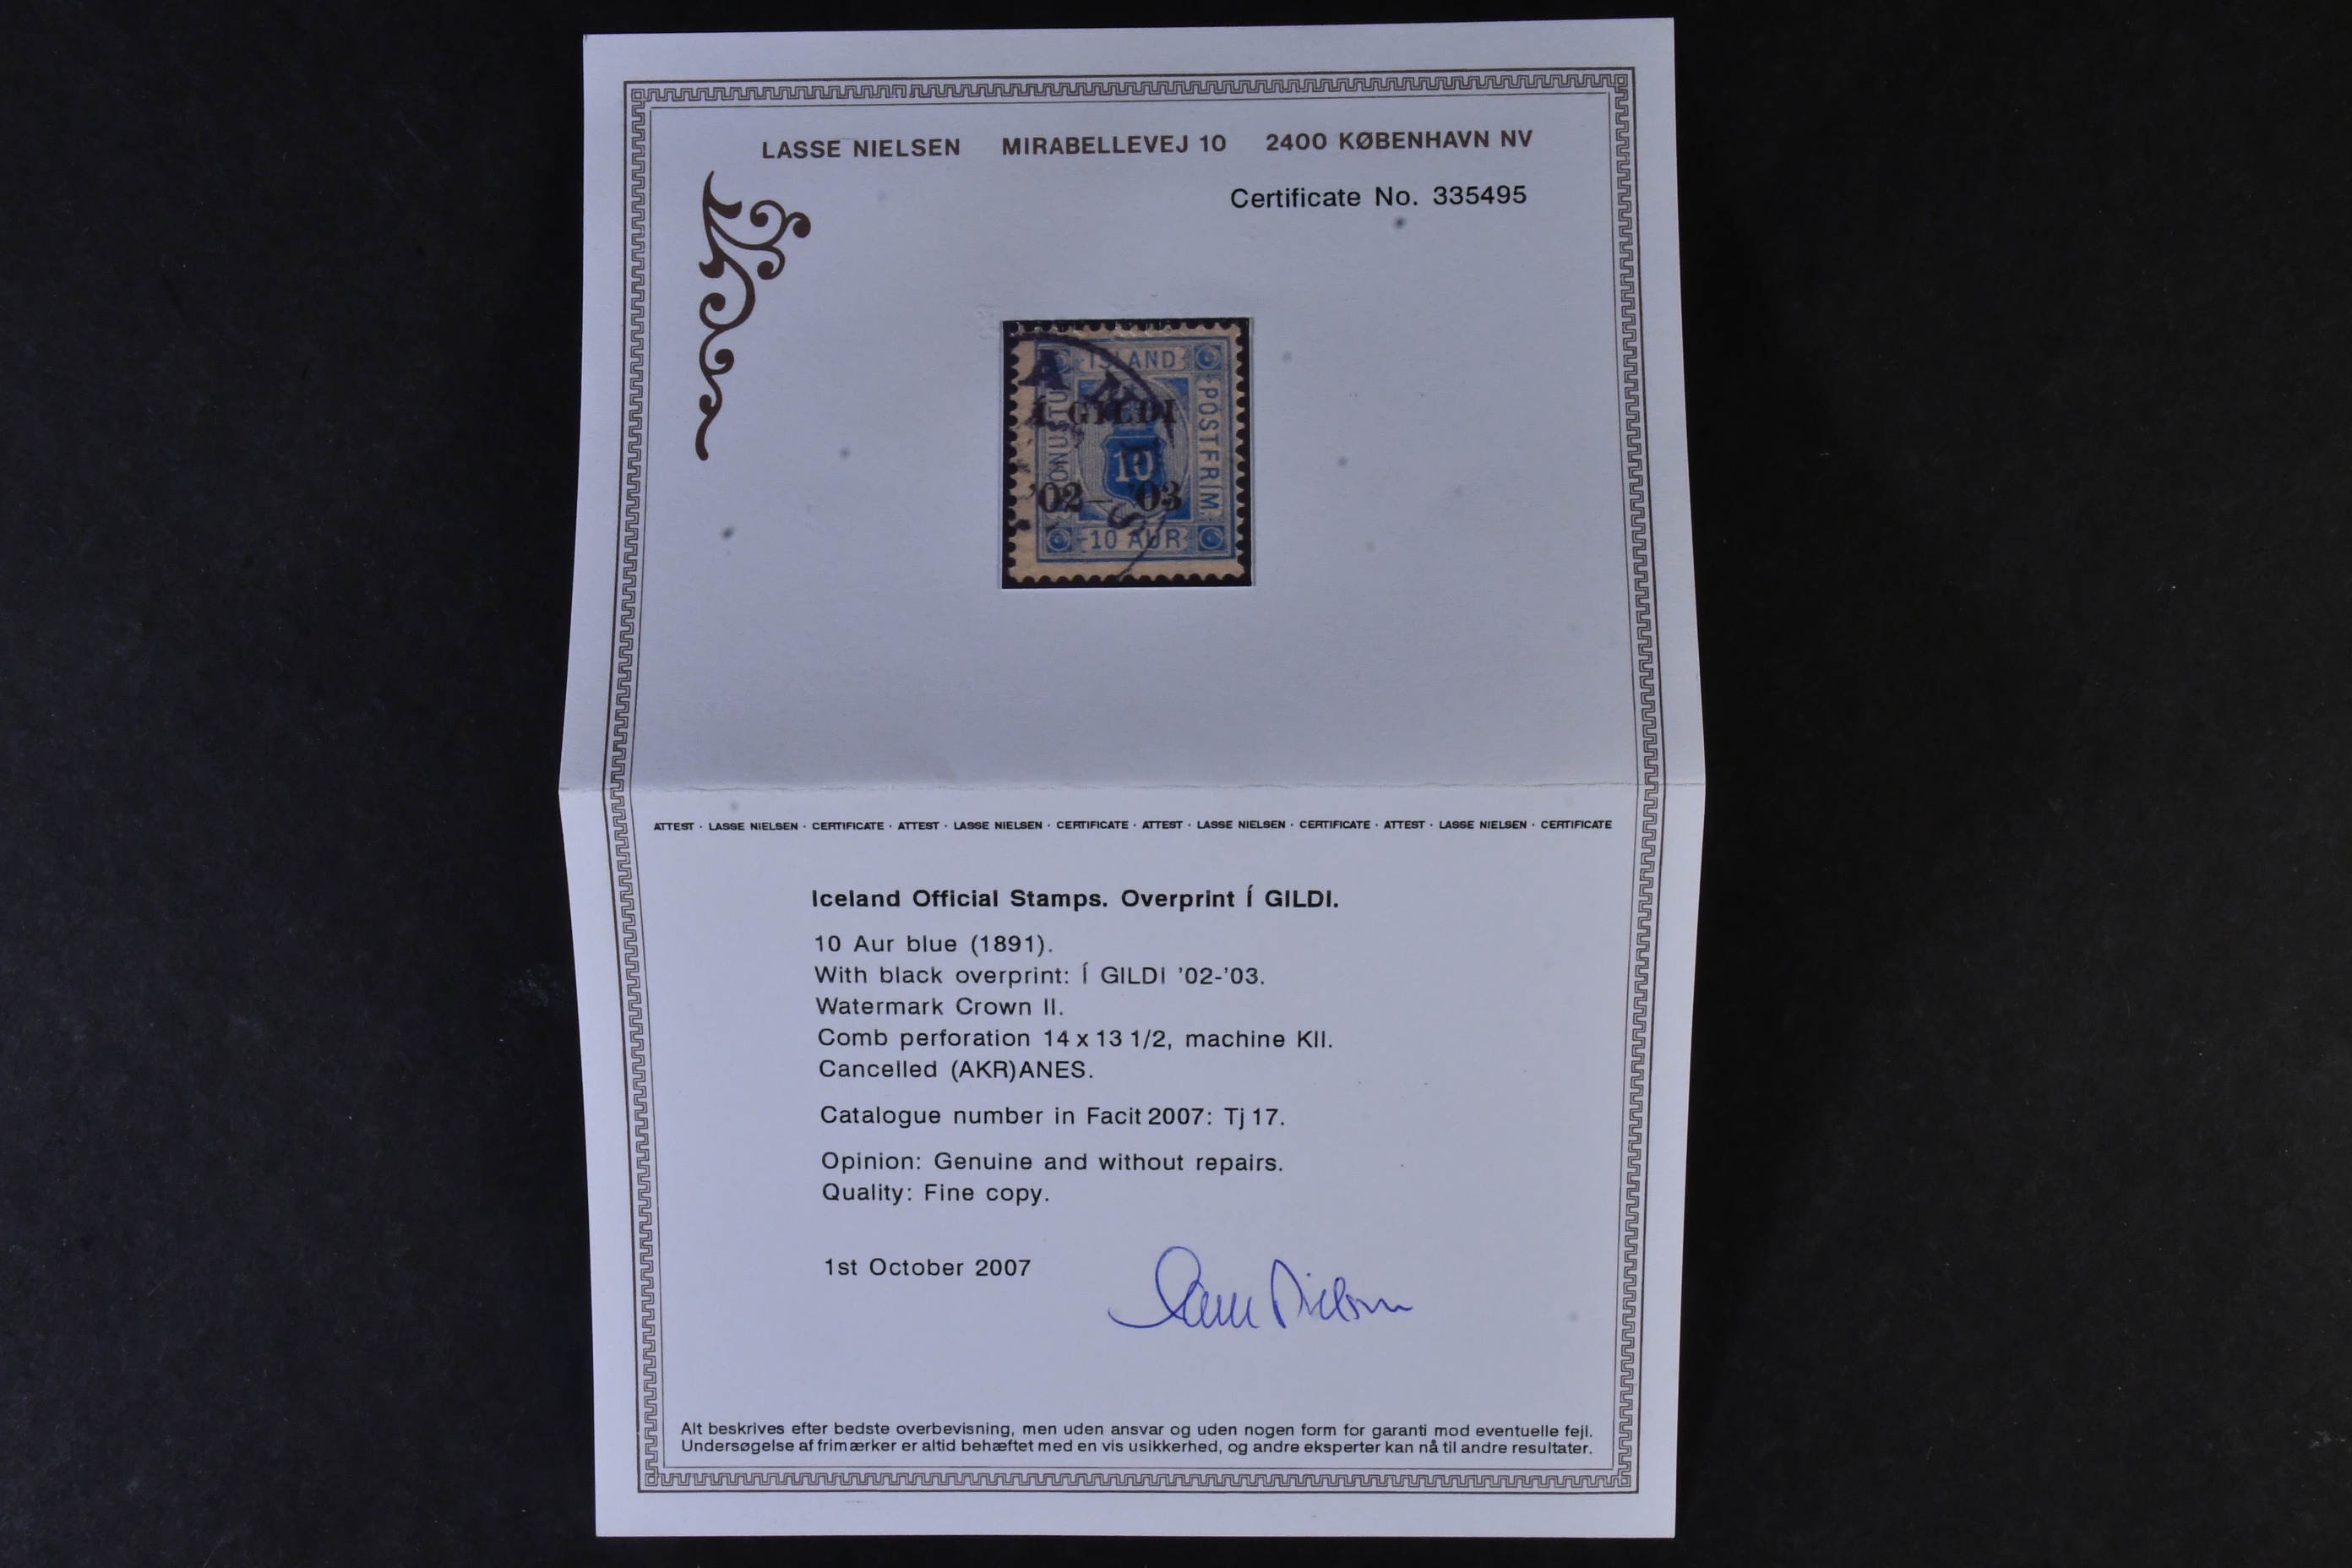 LASSE NIELSEN MIRABELLEVEJ 10 2400 KØBENHAVN NV
Certificate No. 335495
ÍSLAND
POSTFRÍM.
Í GILDI
10
'02– '03
10 AUR
ATTEST · LASSE NIELSEN · CERTIFICATE · ATTEST · LASSE NIELSEN · CERTIFICATE · ATTEST · LASSE NIELSEN · CERTIFICATE · ATTEST · LASSE NIELSEN · CERTIFICATE
Iceland Official Stamps. Overprint Í GILDI.
10 Aur blue (1891).
With black overprint: Í GILDI '02-'03.
Watermark Crown II.
Comb perforation 14 x 13 1/2, machine KII.
Cancelled (AKR)ANES.
Catalogue number in Facit 2007: Tj 17.
Opinion: Genuine and without repairs.
Quality: Fine copy.
1st October 2007
Lasse Nielsen
Alt beskrives efter bedste overbevisning, men uden ansvar og uden nogen form for garanti mod eventuelle fejl.
Undersøgelse af frimærker er altid behæftet med en vis usikkerhed, og andre eksperter kan nå til andre resultater.